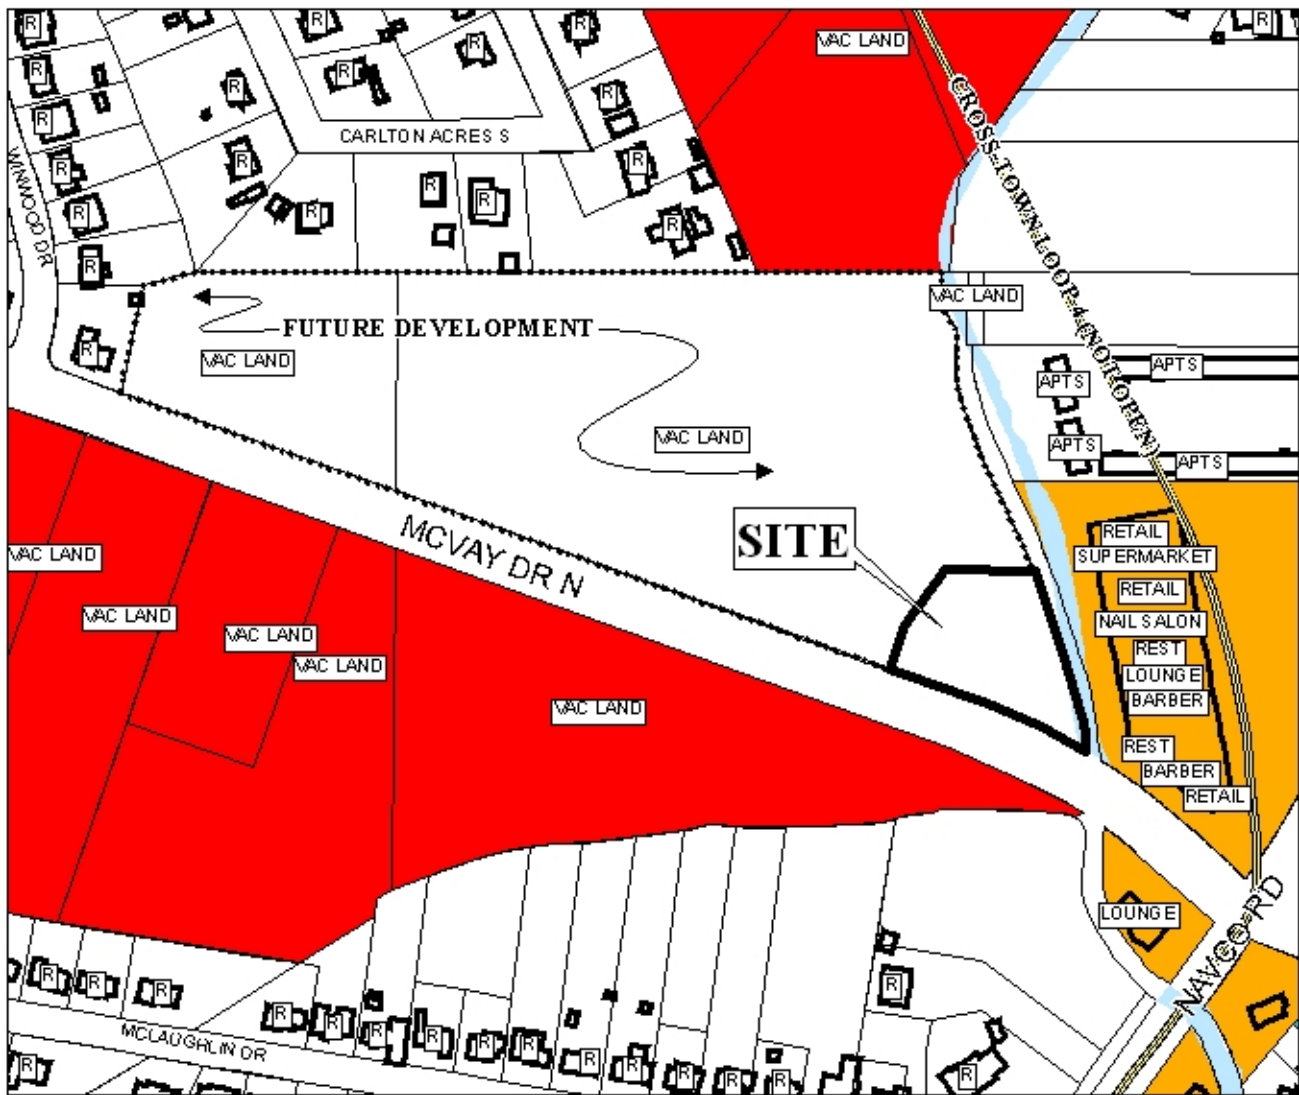 R
R
R
R
VAC LAND
R
R
R
R
R
R
CARLTON ACRES S
CROSS-TOWN LOOP-4 (NOT OPEN)
R
R
R
WINWOOD DR
R
R
R
R
R
R
VAC LAND
FUTURE DEVELOPMENT
R
VAC LAND
APTS
APTS
VAC LAND
APTS
APTS
MCVAY DR N
SITE
RETAIL
VAC LAND
SUPERMARKET
RETAIL
VAC LAND
NAIL SALON
VAC LAND
REST
VAC LAND
LOUNGE
BARBER
VAC LAND
REST
BARBER
RETAIL
LOUNGE
NAVCO RD
R
R
R
R
R
R
R
R
R
R
MCLAUGHLIN DR
R
R
R
R
R
R
R